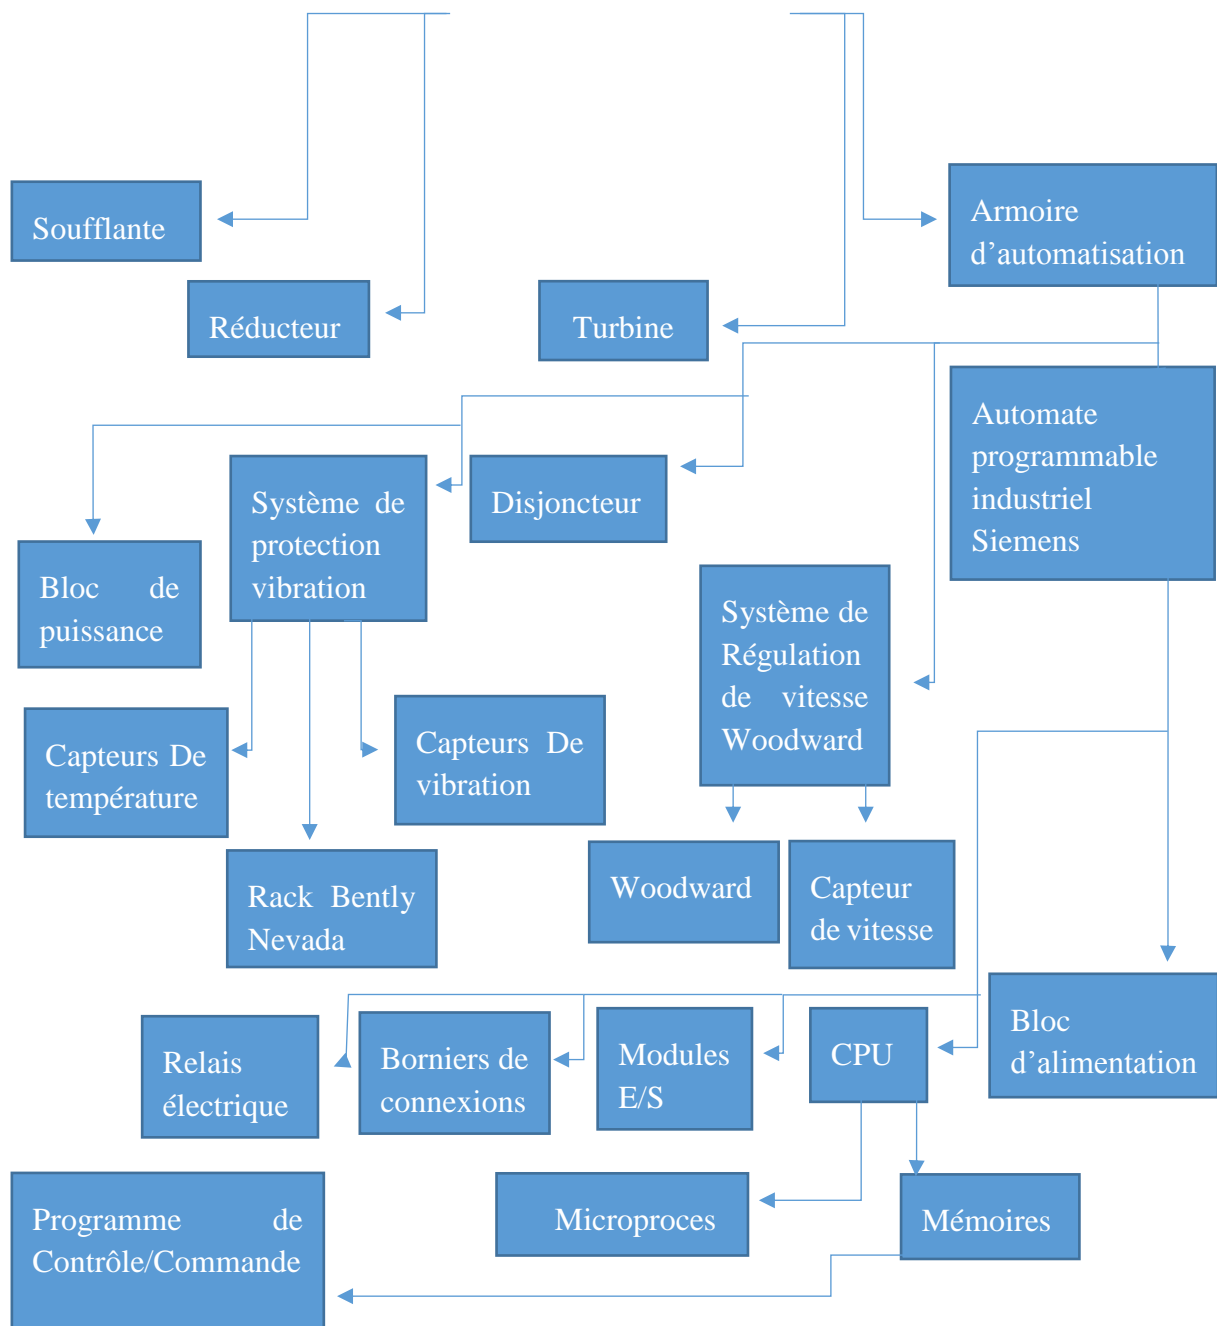 Soufflante
Armoire
d’automatisation
Réducteur
Turbine
Automate
programmable
industriel
Siemens
Système de
protection
vibration
Disjoncteur
Bloc de
puissance
Système de
Régulation
de vitesse
Woodward
Capteurs De
température
Capteurs De
vibration
Rack Bently
Nevada
Woodward
Capteur
de vitesse
Relais
électrique
Borniers de
connexions
Modules
E/S
CPU
Bloc
d’alimentation
Programme de
Contrôle/Commande
Microproces
Mémoires